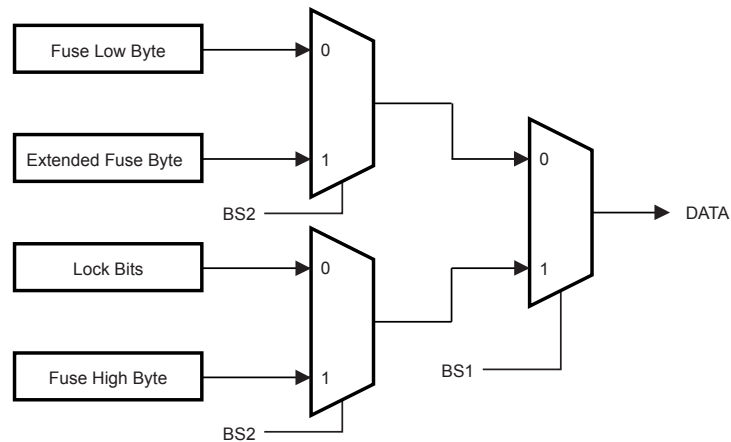 Fuse Low Byte
0
Extended Fuse Byte
1
0
BS2
DATA
Lock Bits
0
1
Fuse High Byte
1
BS1
BS2